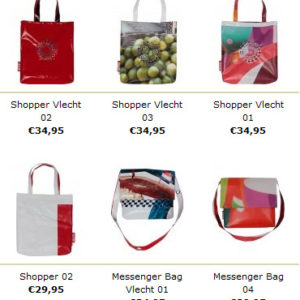 Shopper Vlecht
02
€34,95
Shopper Vlecht
03
€34,95
Shopper Vlecht
01
€34,95
Shopper 02
€29,95
Messenger Bag
Vlecht 01
Messenger Bag
04